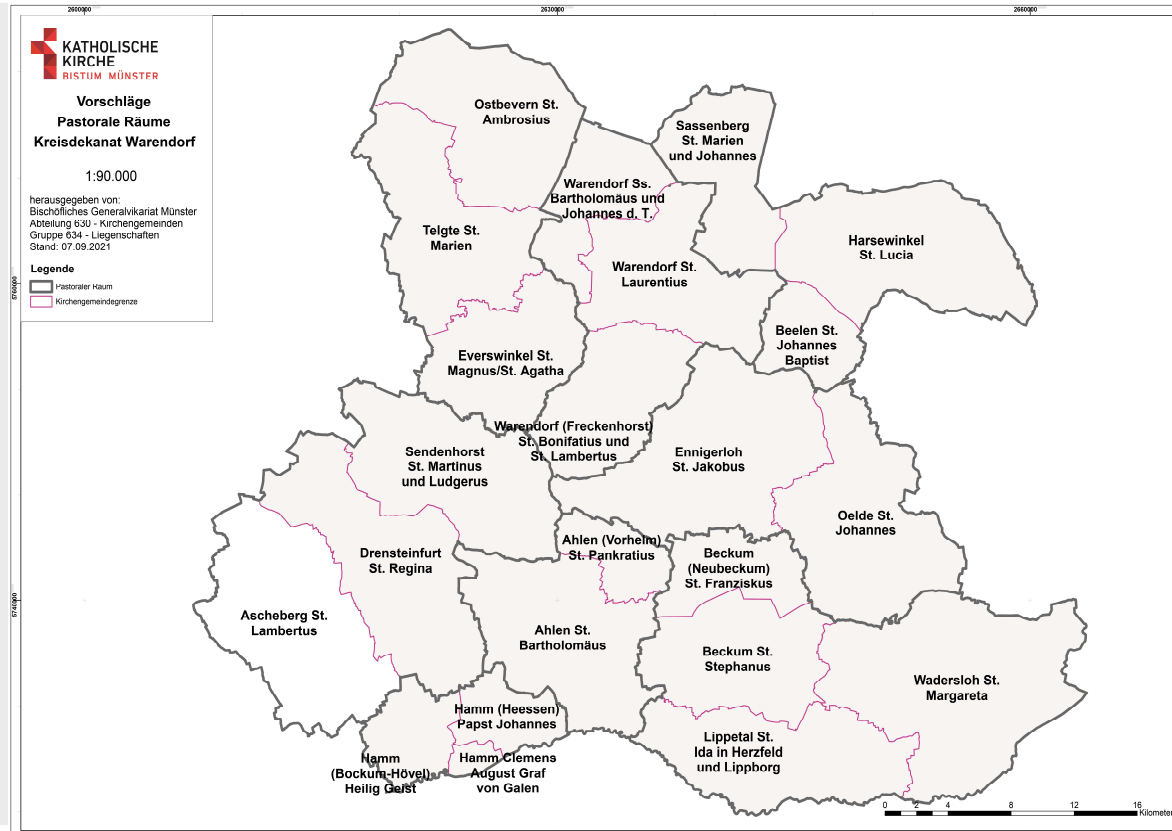 2600000
2630000
2660000
KATHOLISCHE
KIRCHE
BISTUM MÜNSTER
Vorschläge
Pastorale Räume
Kreisdekanat Warendorf
1:90.000
herausgegeben von:
Bischöfliches Generalvikariat Münster
Abteilung 630 - Kirchengemeinden
Gruppe 634 - Liegenschaften
Stand: 07.09.2021
Legende
Pastoraler Raum
Kirchengemeindegrenze
5760000
5740000
Ostbevern St.
Ambrosius
Sassenberg
St. Marien
und Johannes
Warendorf Ss.
Bartholomäus und
Johannes d. T.
Telgte St.
Marien
Harsewinkel
St. Lucia
Warendorf St.
Laurentius
Beelen St.
Johannes
Baptist
Everswinkel St.
Magnus/St. Agatha
Warendorf (Freckenhorst)
St. Bonifatius und
St. Lambertus
Sendenhorst
St. Martinus
und Ludgerus
Ennigerloh
St. Jakobus
Oelde St.
Johannes
Ahlen (Vorhelm)
St. Pankratius
Drensteinfurt
St. Regina
Beckum
(Neubeckum)
St. Franziskus
Ascheberg St.
Lambertus
Ahlen St.
Bartholomäus
Beckum St.
Stephanus
Wadersloh St.
Margareta
Hamm (Heessen)
Papst Johannes
Lippetal St.
Ida in Herzfeld
und Lippborg
Hamm
(Bockum-Hövel)
Heilig Geist
Hamm Clemens
August Graf
von Galen
0 2 4 8 12 16
Kilometer